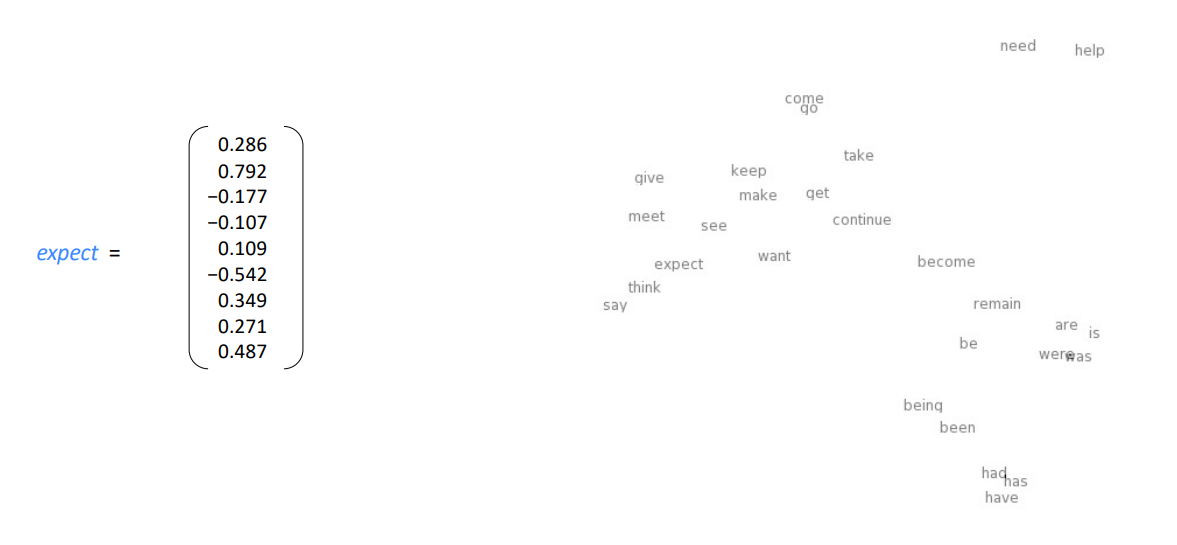 expect =
0.286
0.792
−0.177
−0.107
0.109
−0.542
0.349
0.271
0.487
need help
come
go
take
keep
give
make get
meet
continue
see
want
expect
become
think
remain
say
are
is
be
were
was
being
been
had
has
have